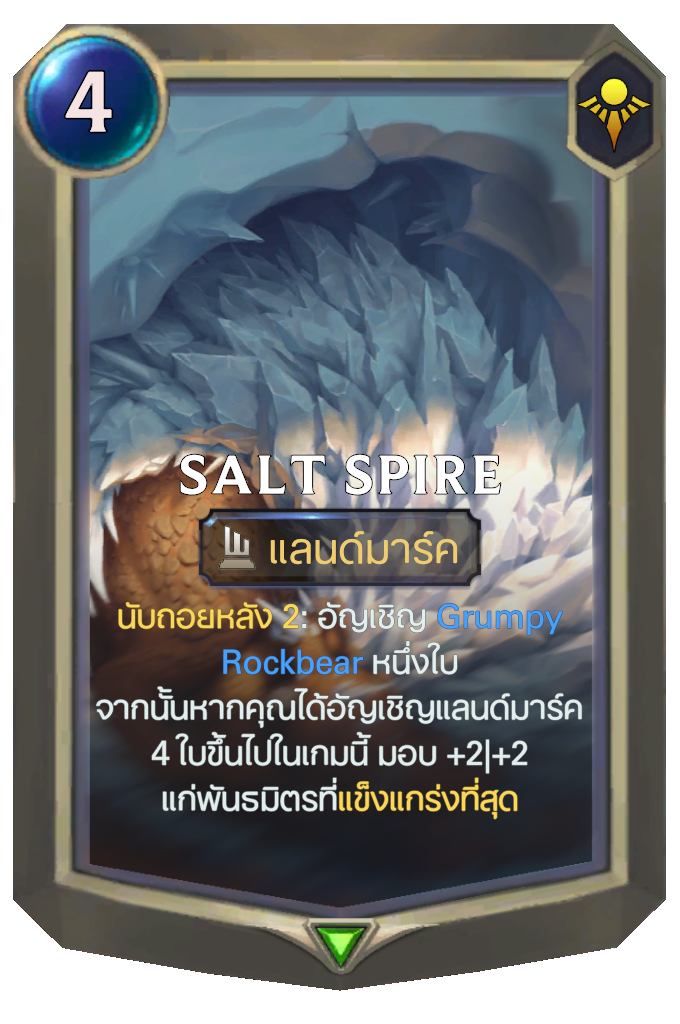 4
SALT SPIRE
แลนด์มาร์ค
นับถอยหลัง 2: อัญเชิญ Grumpy
Rockbear หนึ่งใบ
จากนั้นหากคุณได้อัญเชิญแลนด์มาร์ค
4 ใบขึ้นไปในเกมนี้ มอบ +2|+2
แก่พันธมิตรที่แข็งแกร่งที่สุด